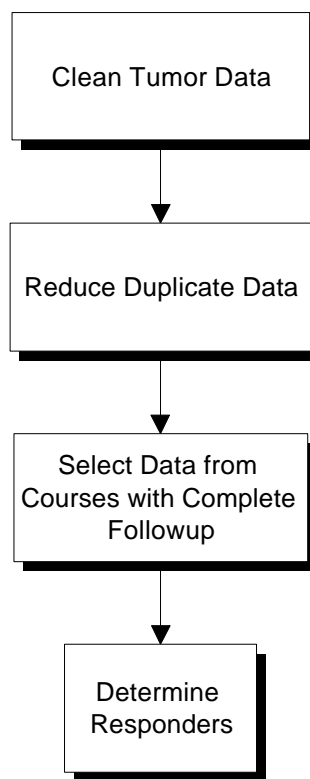 Clean Tumor Data
Reduce Duplicate Data
Select Data from
Courses with Complete
Followup
Determine
Responders